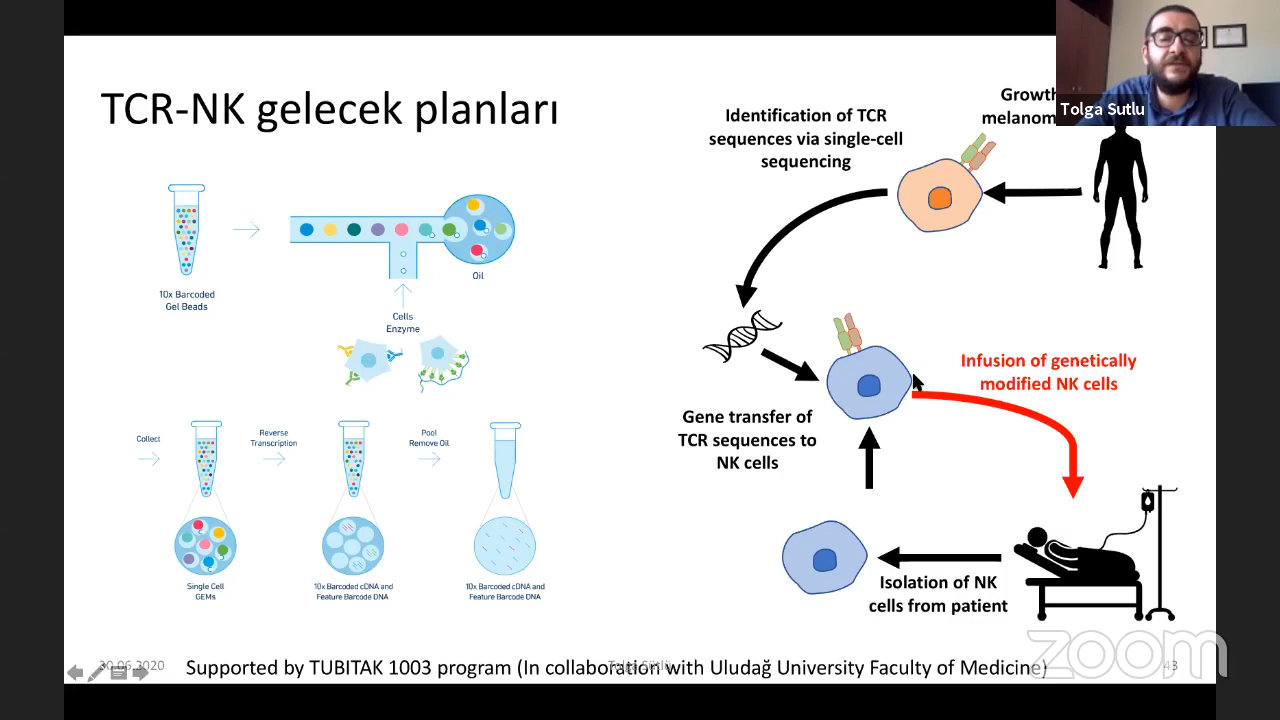 TCR-NK gelecek planları
Tolga Sutlu
Growth
Identification of TCR
sequences via single-cell
sequencing
10x Barcoded
Gel Beads
Oil
Cells
Enzyme
Infusion of genetically
modified NK cells
Gene transfer of
TCR sequences to
NK cells
Collect
Reverse
Transcription
Pool
Remove Oil
Single Cell
GEMs
10x Barcoded cDNA and
Feature Barcode DNA
10x Barcoded cDNA and
Feature Barcode DNA
Isolation of NK
cells from patient
30.06.2020
Supported by TUBITAK 1003 program (In collaboration with Uludağ University Faculty of Medicine)
Tolga Sütlü
43
zoom